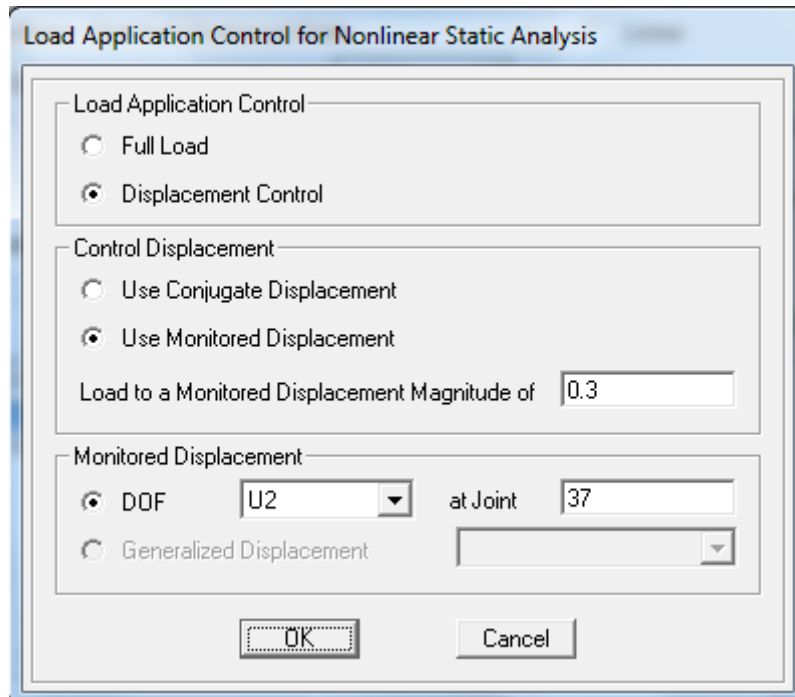 Load Application Control for Nonlinear Static Analysis
Load Application Control
Full Load
Displacement Control
Control Displacement
Use Conjugate Displacement
Use Monitored Displacement
Load to a Monitored Displacement Magnitude of 0.3
Monitored Displacement
DOF U2 at Joint 37
Generalized Displacement
OK Cancel